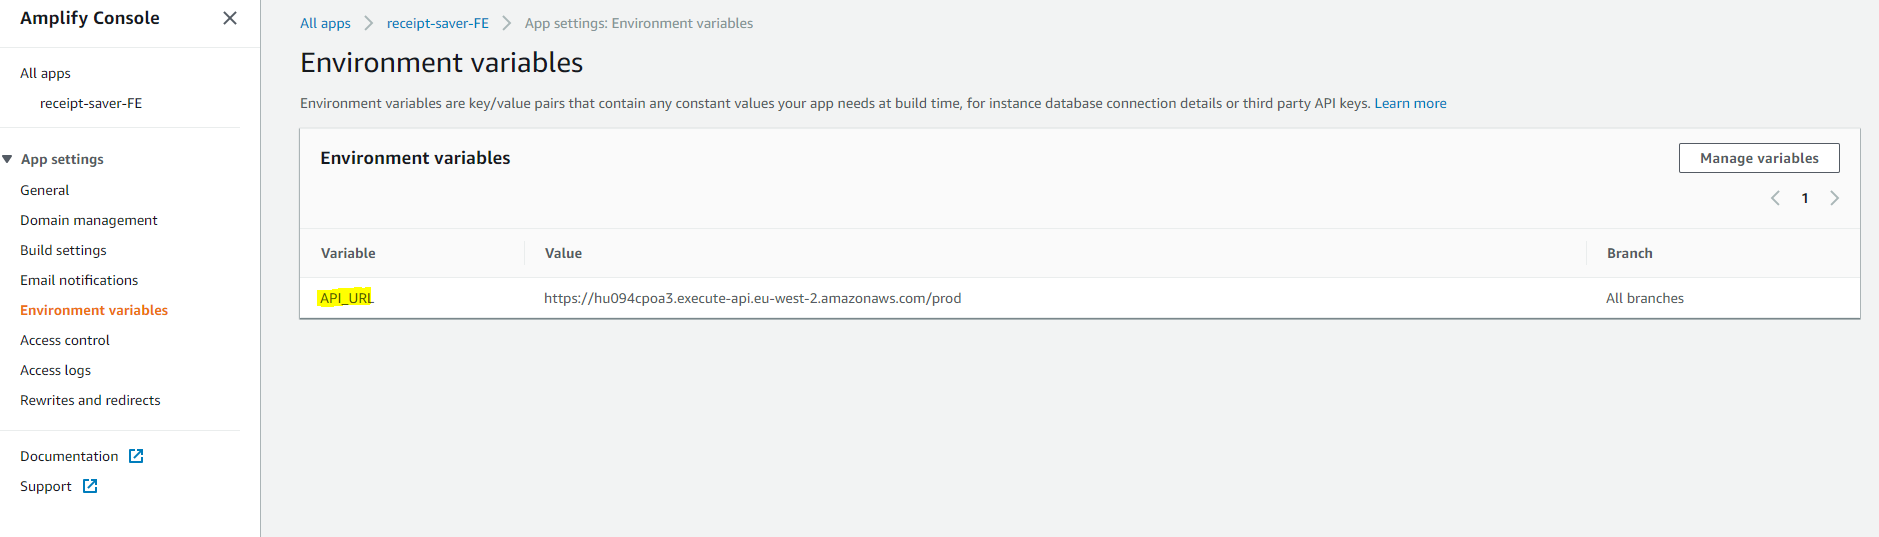 Amplify Console
All apps
receipt-saver-FE
App settings
General
Domain management
Build settings
Email notifications
Environment variables
Access control
Access logs
Rewrites and redirects
Documentation
Support
All apps > receipt-saver-FE > App settings: Environment variables
Environment variables
Environment variables are key/value pairs that contain any constant values your app needs at build time, for instance database connection details or third party API keys. Learn more
Environment variables
Manage variables
1
Variable Value Branch
API_URL https://hu094cpoa3.execute-api.eu-west-2.amazonaws.com/prod All branches